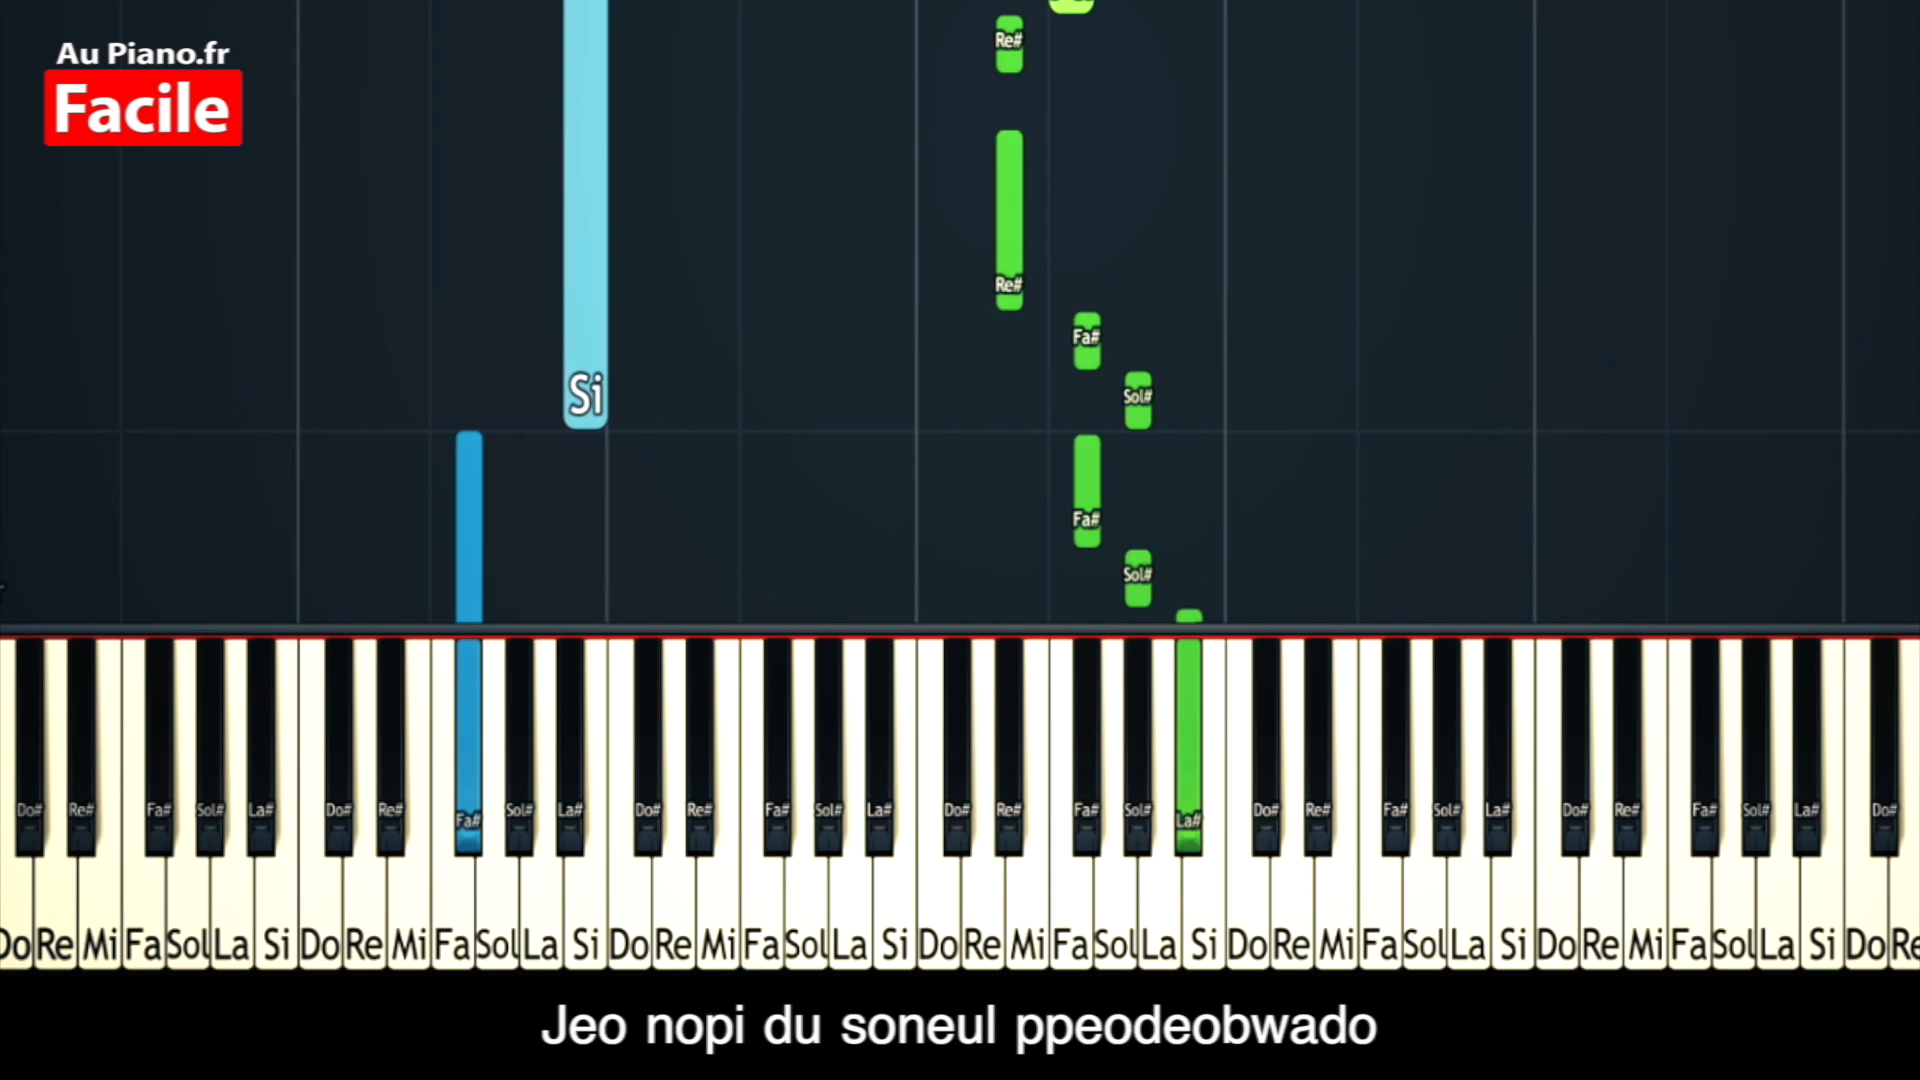 Au Piano.fr
Facile
Re#
Re#
Fa#
Sol#
Si
Fa#
Sol#
Do# Re# Fa# Sol# La# Do# Re# Fa# Sol# La# Do# Re# Fa# Sol# La# Do# Re# Fa# Sol# La# Do# Re# Fa# Sol# La# Do# Re# Fa# Sol# La# Do#
Do Re Mi Fa Sol La Si Do Re Mi Fa Sol La Si Do Re Mi Fa Sol La Si Do Re Mi Fa Sol La Si Do Re Mi Fa Sol La Si Do Re Mi Fa Sol La Si Do Re
Jeo nopi du soneul ppeodeobwado